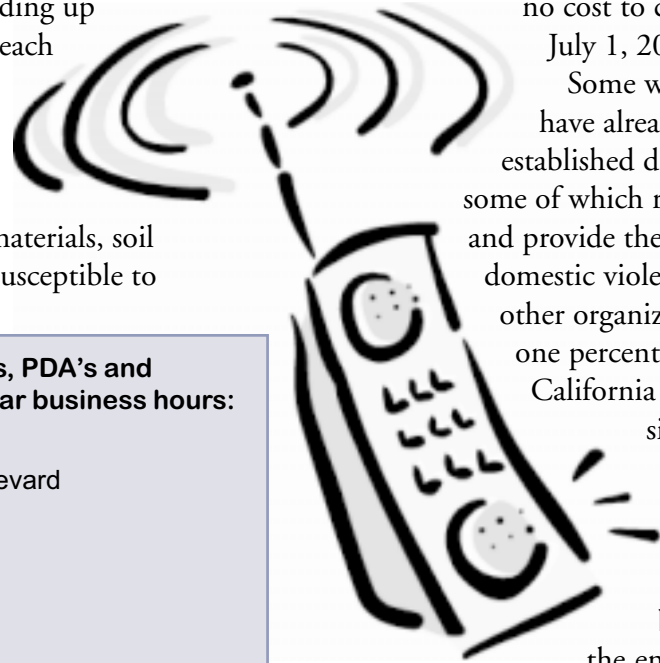 ding up
each
materials, soil
usceptible to
s, PDA's and
ar business hours:
evard
no cost to
July 1, 20
Some w
have alrea
established d
some of which
and provide the
domestic viole
other organiz
one percent
California
si
the en